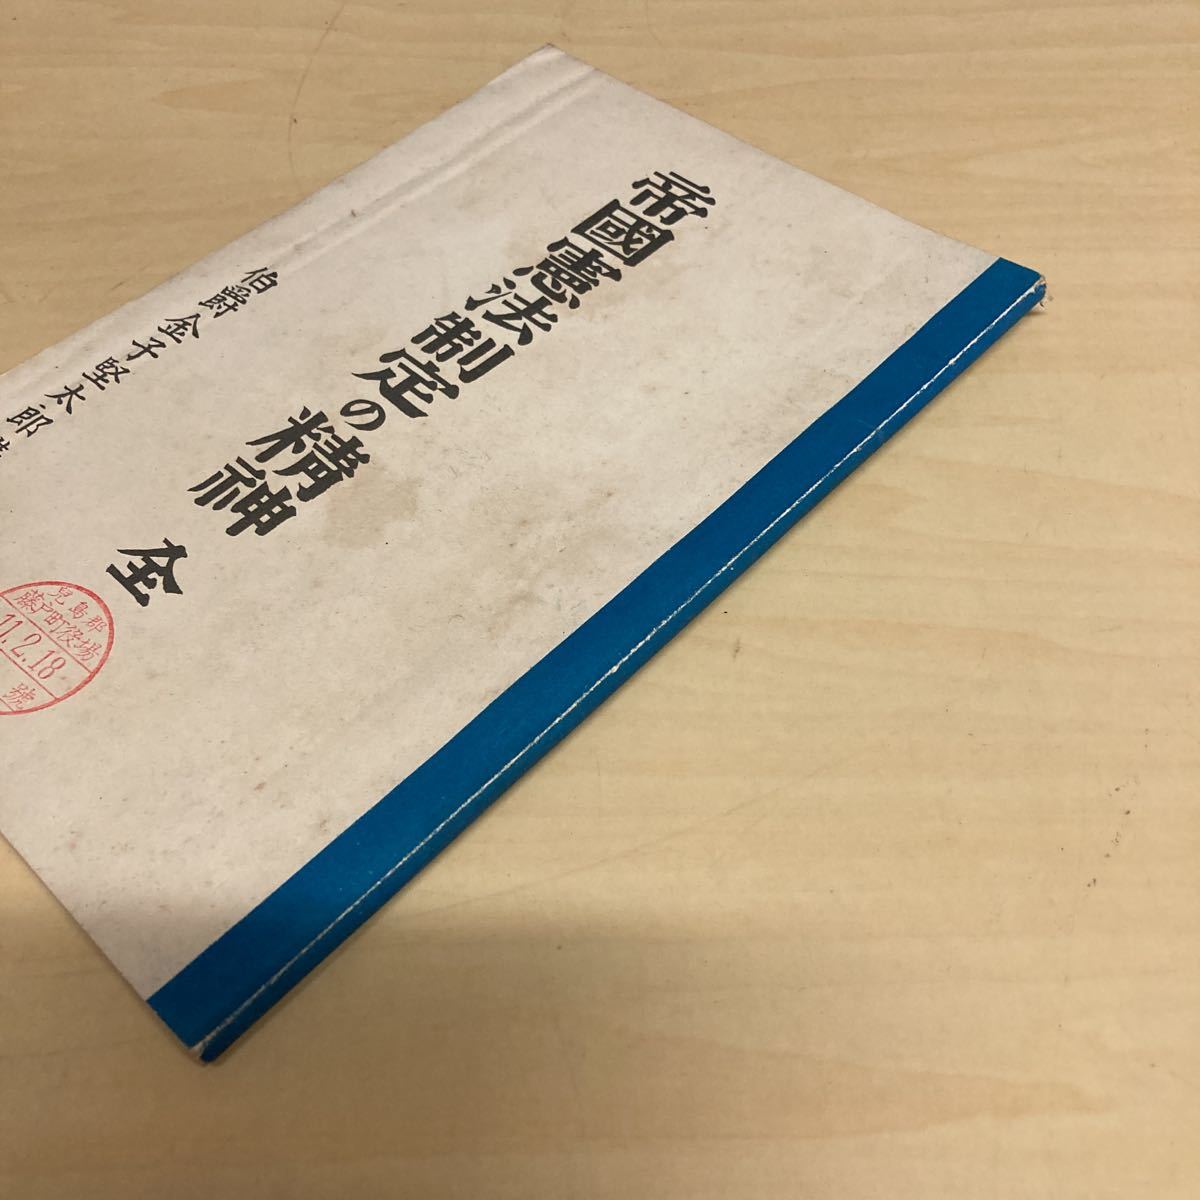 帝國憲法制定の精神 全
伯爵金子堅太郎
兒島郡
藤戸町役場
11.2.18
號